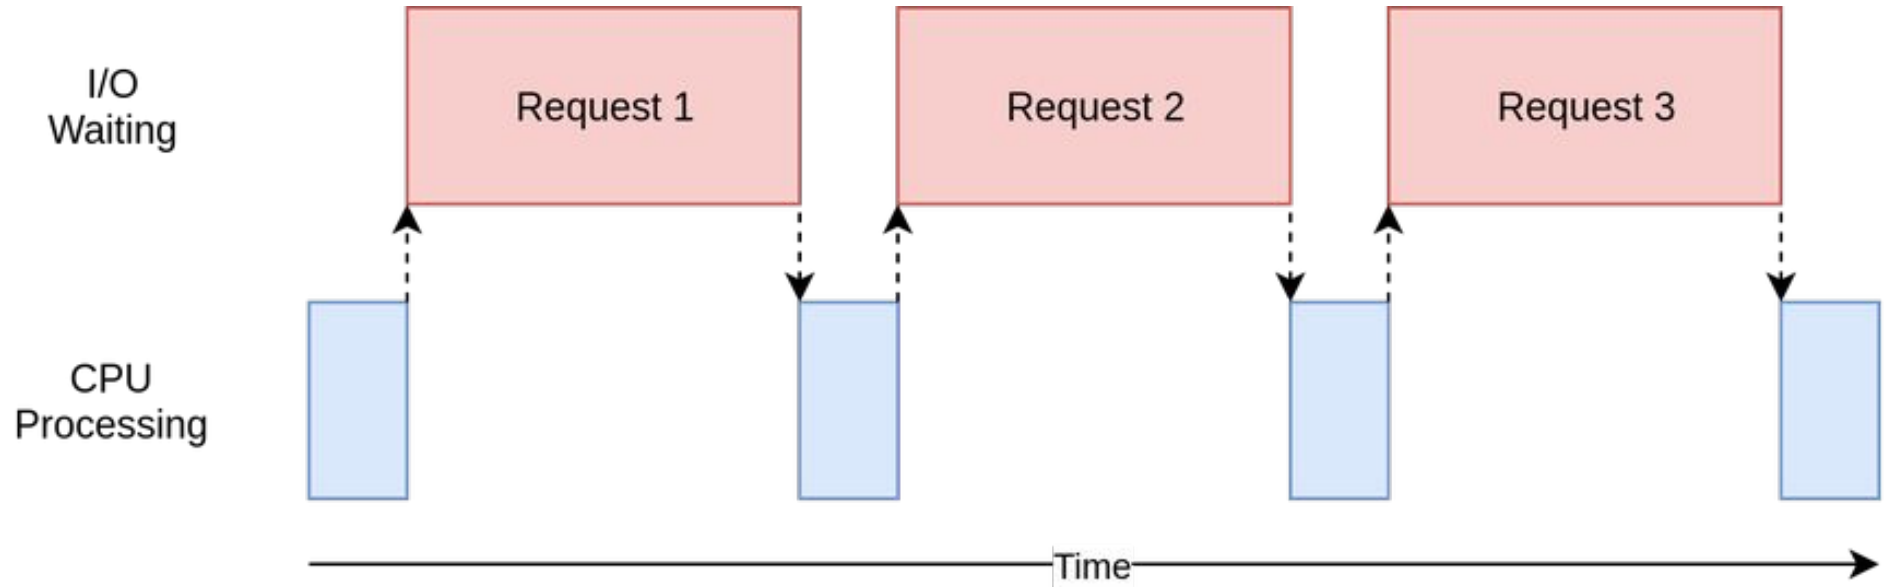 I/O
Waiting
Request 1
Request 2
Request 3
CPU
Processing
Time